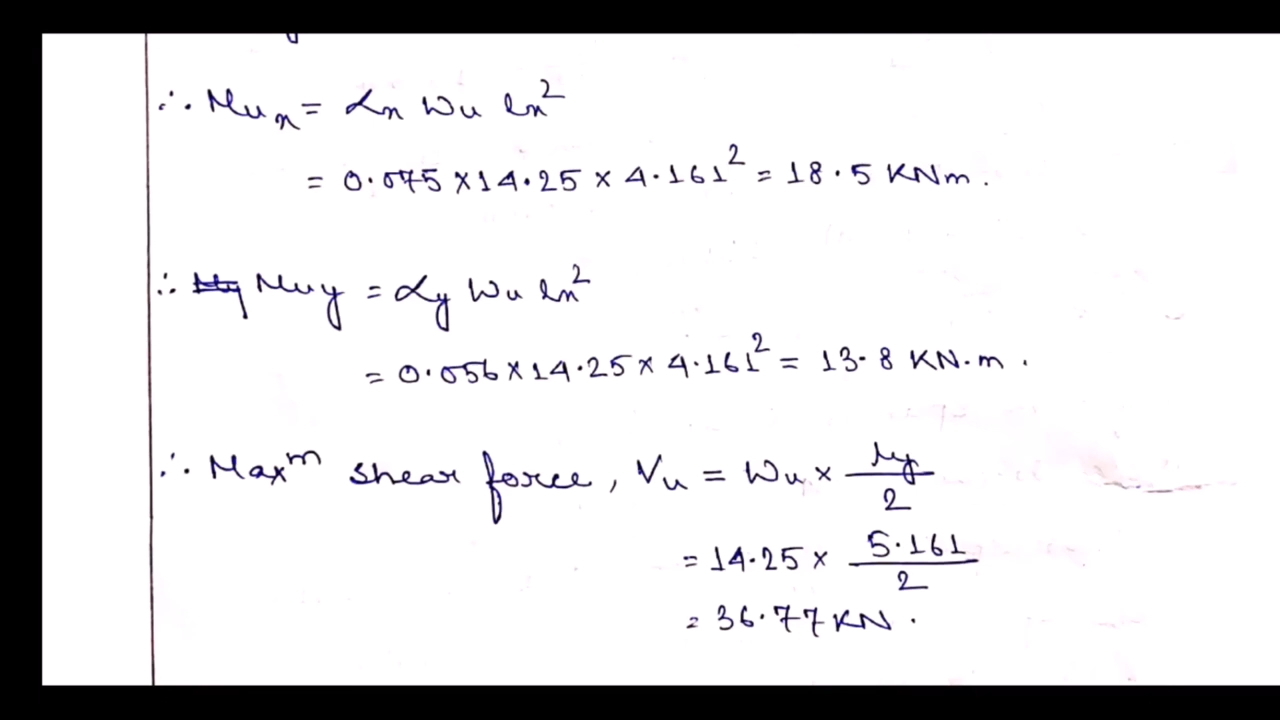 ∴ Mux = αx Wu lx²
= 0.075 × 14.25 × 4.161² = 18.5 KNm.
∴ Muy = αy Wu lx²
= 0.056 × 14.25 × 4.161² = 13.8 KN.m.
∴ Maxᵐ shear force, Vu = Wu × ly/2
= 14.25 × 5.161/2
= 36.77 KN.